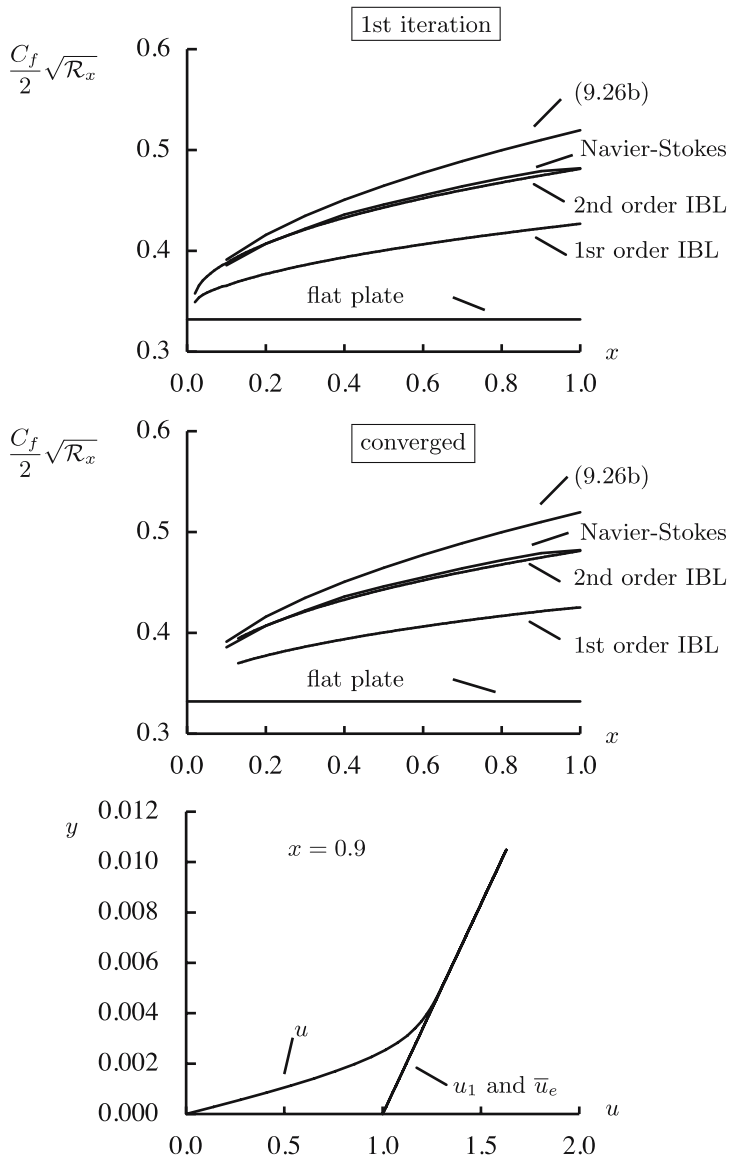 1st iteration
C_f/2 √R_x
0.6
(9.26b)
0.5
Navier-Stokes
2nd order IBL
1sr order IBL
0.4
flat plate
0.3
x
0.0 0.2 0.4 0.6 0.8 1.0
C_f/2 √R_x
0.6
converged
(9.26b)
0.5
Navier-Stokes
2nd order IBL
0.4
1st order IBL
flat plate
0.3
x
0.0 0.2 0.4 0.6 0.8 1.0
0.012
y
x = 0.9
0.010
0.008
0.006
0.004
u
0.002
u₁ and u̅ₑ
0.000
u
0.0 0.5 1.0 1.5 2.0